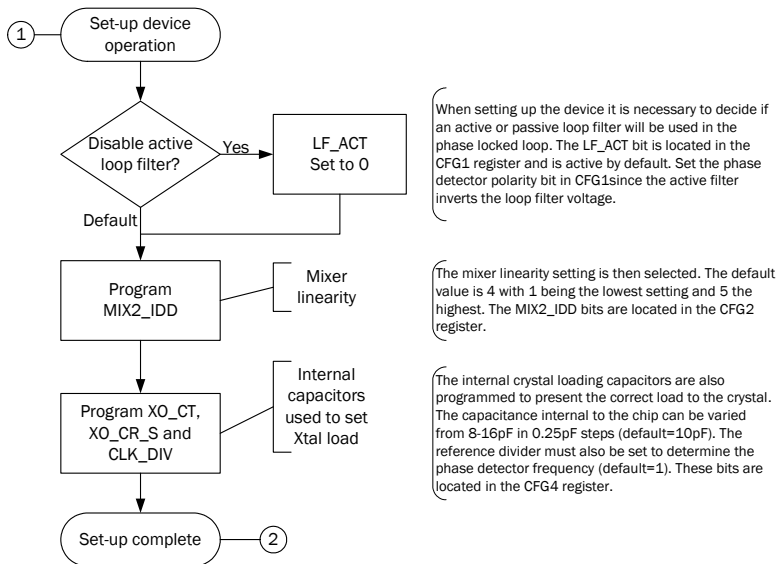 1
Set-up device
operation
Disable active
loop filter?
Yes
LF_ACT
Set to 0
Default
When setting up the device it is necessary to decide if
an active or passive loop filter will be used in the
phase locked loop. The LF_ACT bit is located in the
CFG1 register and is active by default. Set the phase
detector polarity bit in CFG1since the active filter
inverts the loop filter voltage.
Program
MIX2_IDD
Mixer
linearity
The mixer linearity setting is then selected. The default
value is 4 with 1 being the lowest setting and 5 the
highest. The MIX2_IDD bits are located in the CFG2
register.
Program XO_CT,
XO_CR_S and
CLK_DIV
Internal
capacitors
used to set
Xtal load
The internal crystal loading capacitors are also
programmed to present the correct load to the crystal.
The capacitance internal to the chip can be varied
from 8-16pF in 0.25pF steps (default=10pF). The
reference divider must also be set to determine the
phase detector frequency (default=1). These bits are
located in the CFG4 register.
Set-up complete
2